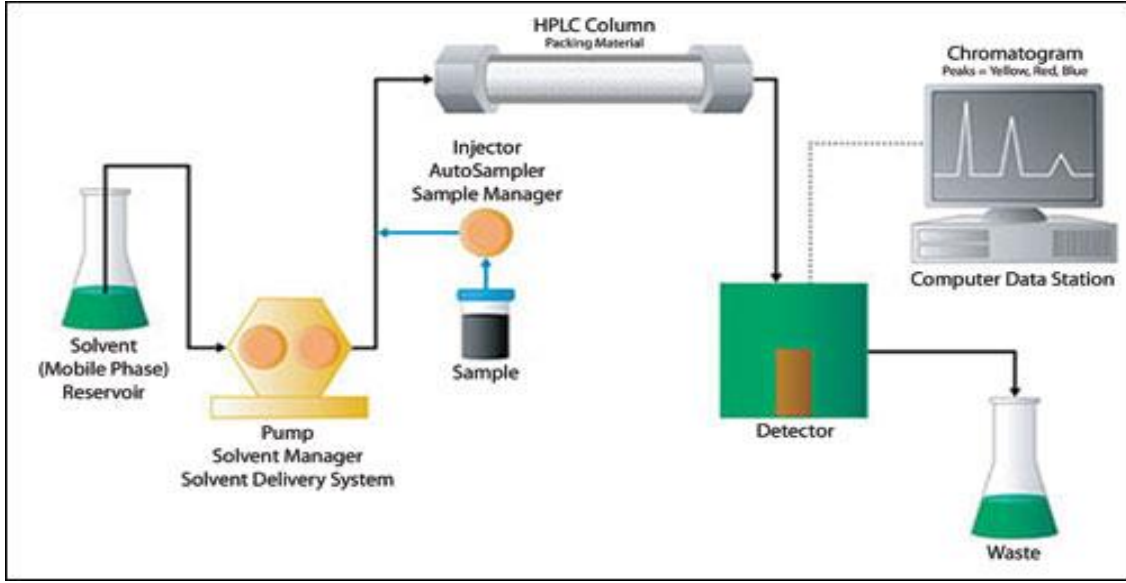 HPLC Column
Packing Material
Chromatogram
Peaks = Yellow, Red, Blue
Injector
AutoSampler
Sample Manager
Computer Data Station
Solvent
(Mobile Phase)
Reservoir
Sample
Pump
Solvent Manager
Solvent Delivery System
Detector
Waste